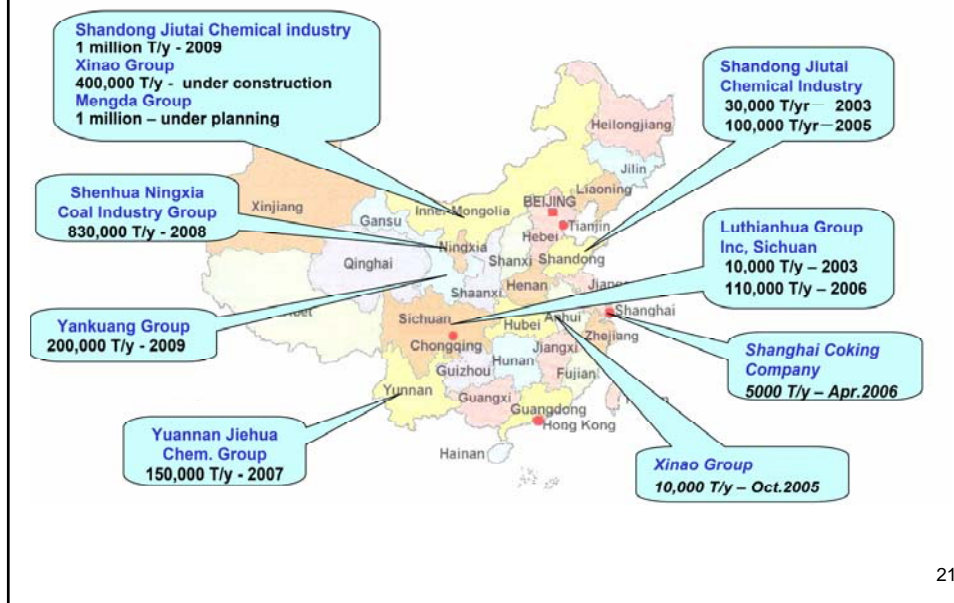 Shandong Jiutai Chemical industry
1 million T/y - 2009
Xinao Group
400,000 T/y - under construction
Mengda Group
1 million – under planning
Shandong Jiutai
Chemical Industry
30,000 T/yr— 2003
100,000 T/yr—2005
Shenhua Ningxia
Coal Industry Group
830,000 T/y - 2008
Luthianhua Group
Inc, Sichuan
10,000 T/y – 2003
110,000 T/y - 2006
Yankuang Group
200,000 T/y - 2009
Shanghai Coking
Company
5000 T/y – Apr.2006
Yuannan Jiehua
Chem. Group
150,000 T/y - 2007
Xinao Group
10,000 T/y – Oct.2005
Heilongjiang
Jilin
Liaoning
Xinjiang
Inner Mongolia
BEIJING
Gansu
Tianjin
Hebei
Ningxia
Shanxi
Shandong
Qinghai
Henan
Shaanxi
Sichuan
Shanghai
Hubei
Anhui
Chongqing
Zhejiang
Hunan
Jiangxi
Guizhou
Fujian
Yunnan
Guangxi
Guangdong
Hong Kong
Hainan
21